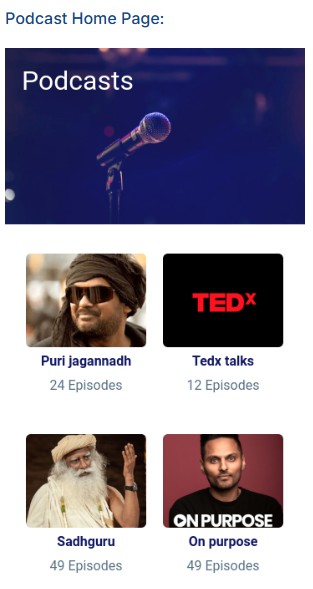 Podcast Home Page:
Podcasts
TEDx
Puri jagannadh
Tedx talks
24 Episodes
12 Episodes
ON PURPOSE
Sadhguru
On purpose
49 Episodes
49 Episodes